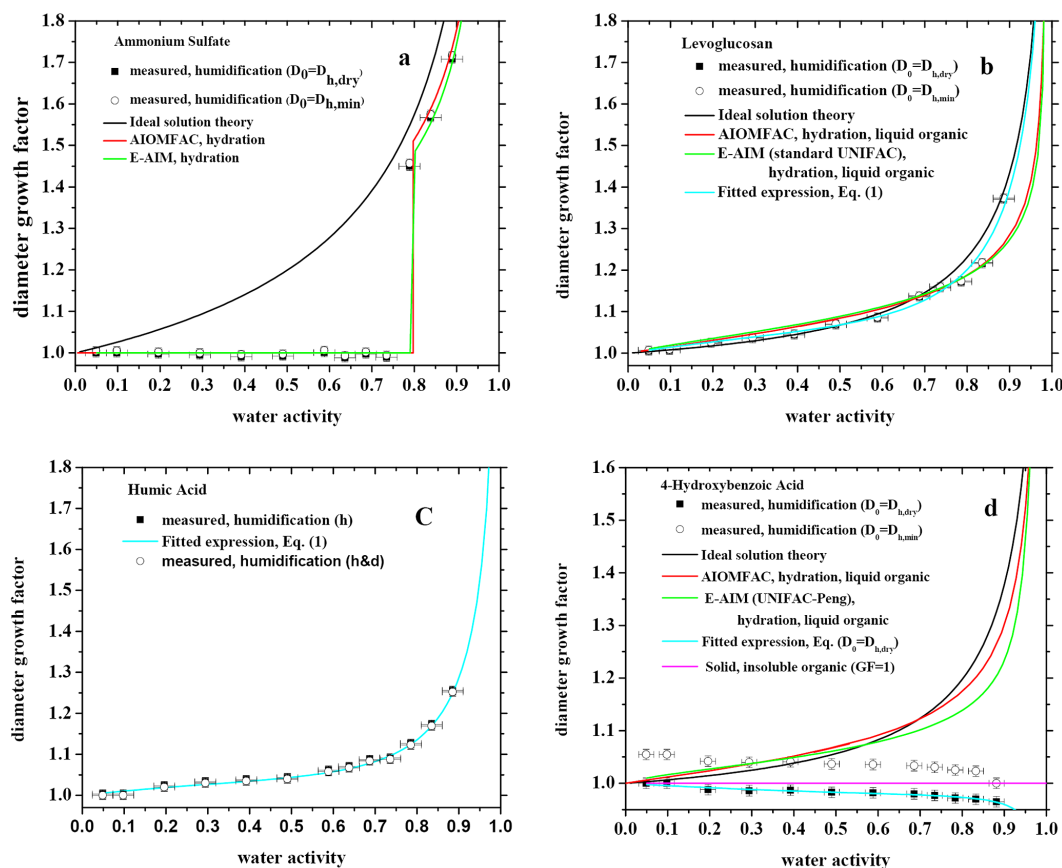 Ammonium Sulfate
a
measured, humidification (D0=Dh,dry)
measured, humidification (D0=Dh,min)
Ideal solution theory
AIOMFAC, hydration
E-AIM, hydration
diameter growth factor
1.8
1.7
1.6
1.5
1.4
1.3
1.2
1.1
1.0
0.0 0.1 0.2 0.3 0.4 0.5 0.6 0.7 0.8 0.9 1.0
water activity
Levoglucosan
b
measured, humidification (D0=Dh,dry)
measured, humidification (D0=Dh,min)
Ideal solution theory
AIOMFAC, hydration, liquid organic
E-AIM (standard UNIFAC),
hydration, liquid organic
Fitted expression, Eq. (1)
diameter growth factor
1.8
1.7
1.6
1.5
1.4
1.3
1.2
1.1
1.0
0.0 0.1 0.2 0.3 0.4 0.5 0.6 0.7 0.8 0.9 1.0
water activity
Humic Acid
C
measured, humidification (h)
Fitted expression, Eq. (1)
measured, humidification (h&d)
diameter growth factor
1.8
1.7
1.6
1.5
1.4
1.3
1.2
1.1
1.0
0.0 0.1 0.2 0.3 0.4 0.5 0.6 0.7 0.8 0.9 1.0
water activity
4-Hydroxybenzoic Acid
d
measured, humidification (D0=Dh,dry)
measured, humidification (D0=Dh,min)
Ideal solution theory
AIOMFAC, hydration, liquid organic
E-AIM (UNIFAC-Peng),
hydration, liquid organic
Fitted expression, Eq. (D0=Dh,dry)
Solid, insoluble organic (GF=1)
diameter growth factor
1.6
1.5
1.4
1.3
1.2
1.1
1.0
0.0 0.1 0.2 0.3 0.4 0.5 0.6 0.7 0.8 0.9 1.0
water activity